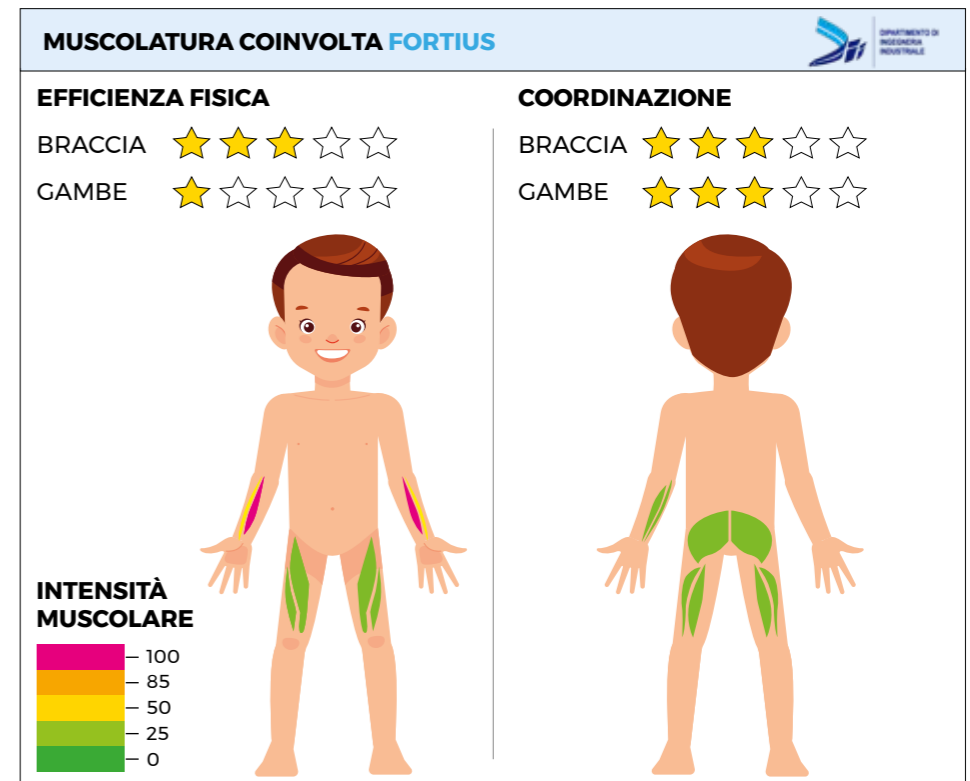 MUSCOLATURA COINVOLTA FORTIUS
DIPARTIMENTO DI
INGEGNERIA
INDUSTRIALE
EFFICIENZA FISICA
BRACCIA
GAMBE
COORDINAZIONE
BRACCIA
GAMBE
INTENSITÀ
MUSCOLARE
100
85
50
25
0